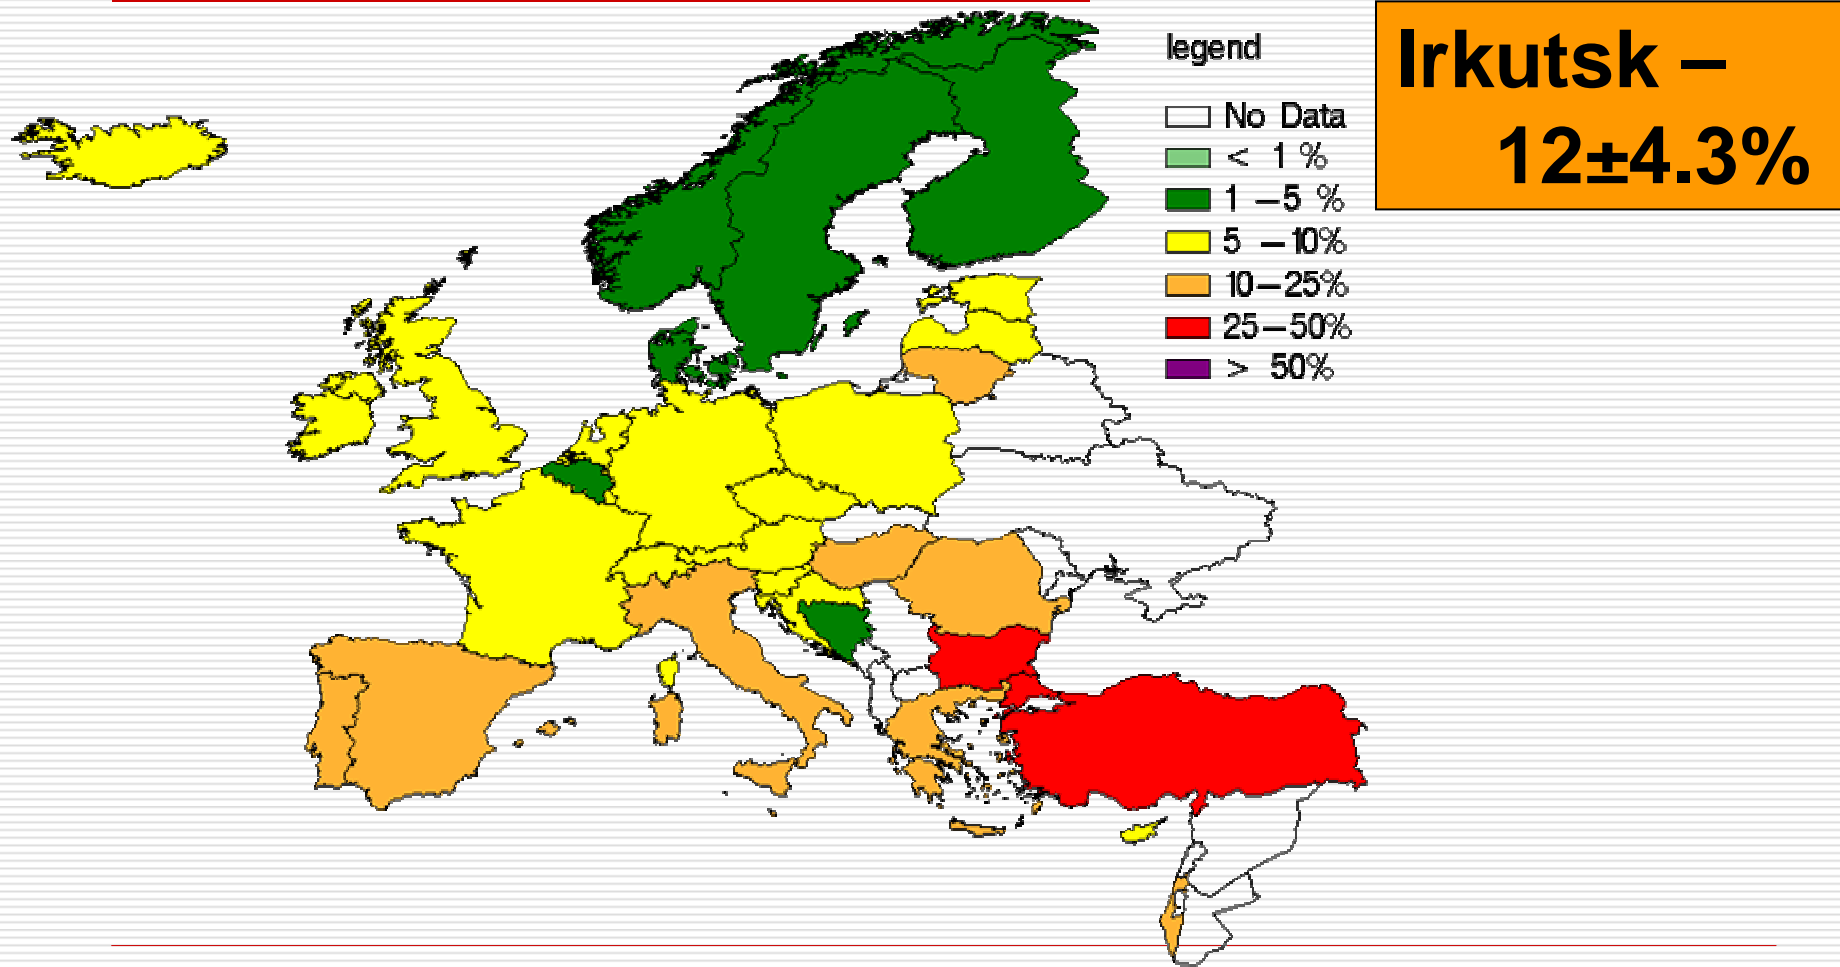 legend
No Data
< 1 %
1 –5 %
5 –10%
10–25%
25–50%
> 50%
Irkutsk –
12±4.3%